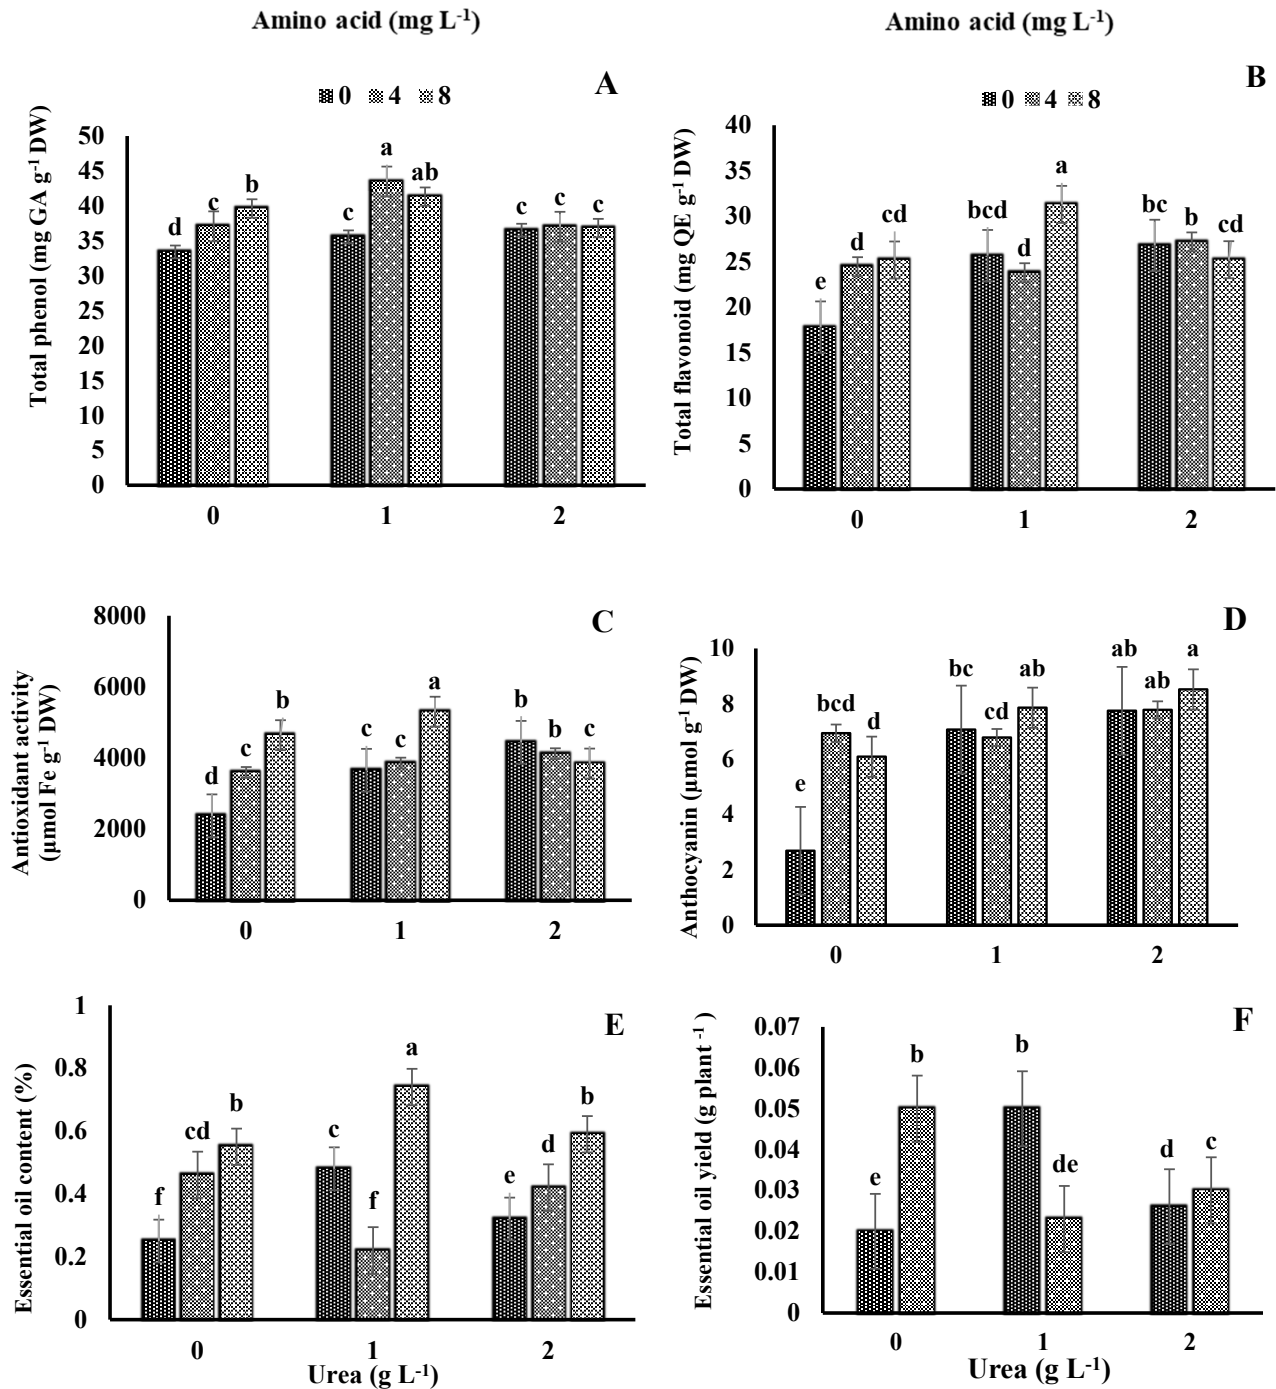 Amino acid (mg L-1)
Amino acid (mg L-1)
0 4 8
A
Total phenol (mg GA g-1 DW)
50
45
40
35
30
25
20
15
10
5
0
d c b
c a ab
c c c
0 1 2
0 4 8
B
Total flavonoid (mg QE g-1 DW)
40
35
30
25
20
15
10
5
0
e d cd
bcd d a
bc b cd
0 1 2
C
Antioxidant activity
(µmol Fe g-1 DW)
8000
6000
4000
2000
0
d c b
c c a
b b c
0 1 2
D
Anthocyanin (µmol g-1 DW)
10
8
6
4
2
0
e bcd d
bc cd ab
ab ab a
0 1 2
E
Essential oil content (%)
1
0.8
0.6
0.4
0.2
0
f cd b
c f a
e d b
0 1 2
Urea (g L-1)
F
Essential oil yield (g plant -1 )
0.07
0.06
0.05
0.04
0.03
0.02
0.01
0
e b
b de
d c
0 1 2
Urea (g L-1)